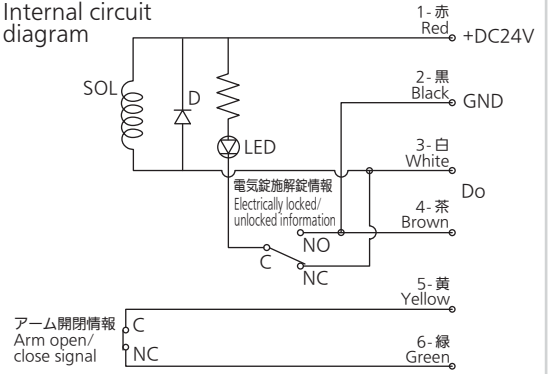 Internal circuit
diagram
1-赤
Red
+DC24V
2-黒
Black
GND
SOL
D
LED
3-白
White
Do
電気錠施解錠情報
Electrically locked/
unlocked information
4-茶
Brown
NO
C
NC
5-黄
Yellow
アーム開閉情報
Arm open/
close signal
C
NC
6-緑
Green